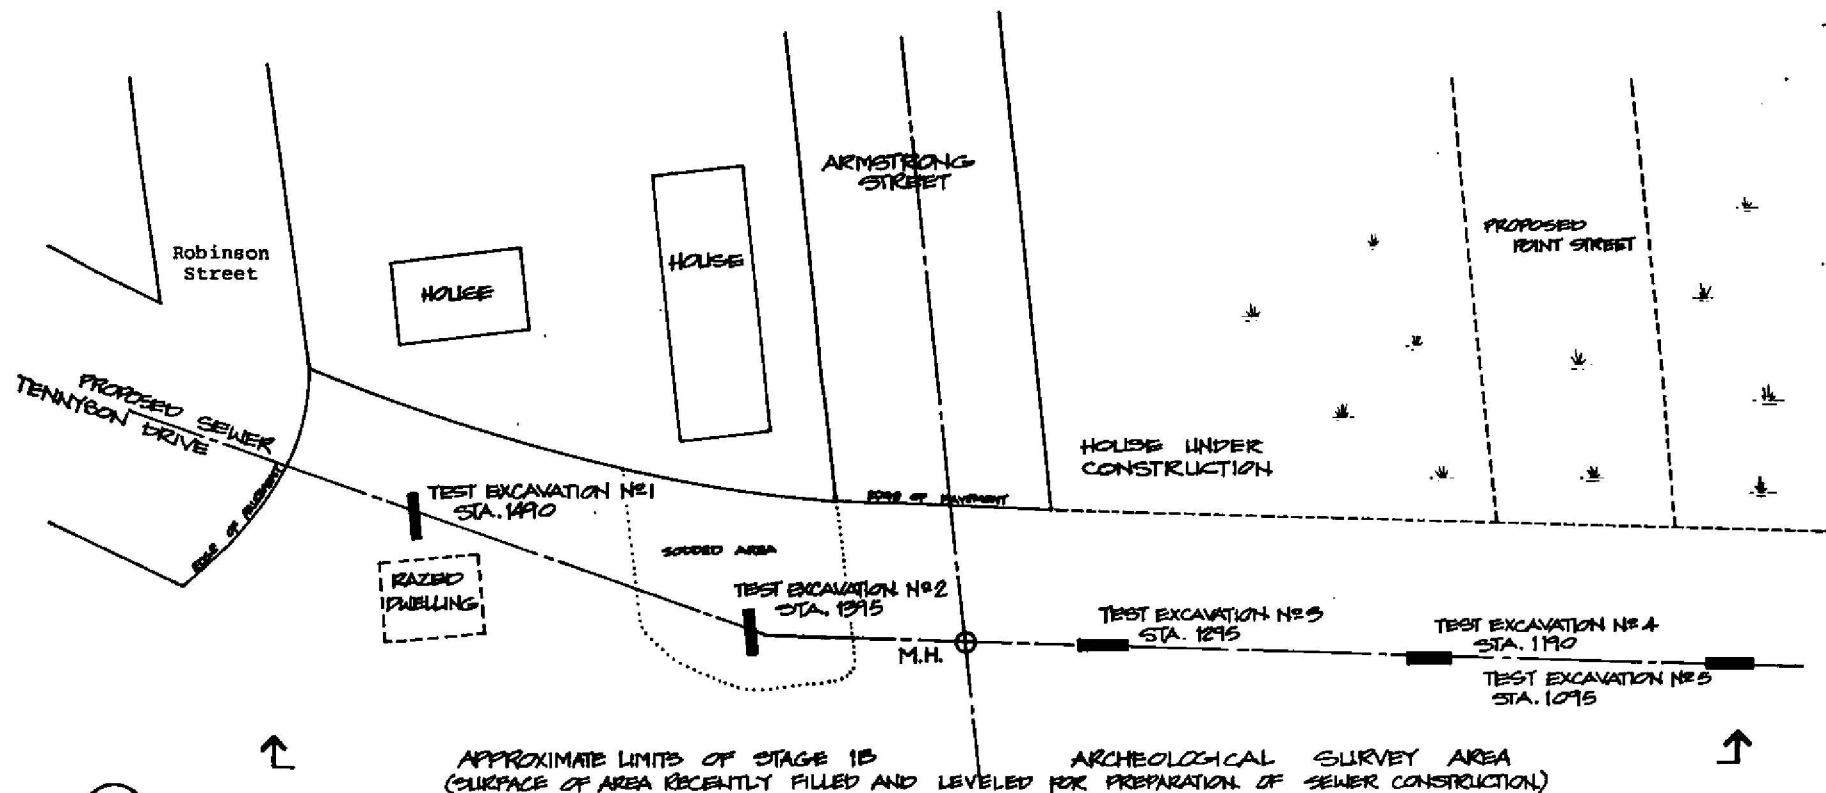 ARMSTRONG
STREET
Robinson
Street
HOUSE
HOUSE
PROPOSED
POINT STREET
PROPOSED SEWER
TENNYSON DRIVE
EDGE OF PAVEMENT
TEST EXCAVATION Nº1
STA. 1490
RAZED
DWELLING
SODDED AREA
EDGE OF PAVEMENT
HOUSE UNDER
CONSTRUCTION
TEST EXCAVATION Nº2
STA. 1395
M.H.
TEST EXCAVATION Nº3
STA. 1295
TEST EXCAVATION Nº4
STA. 1190
TEST EXCAVATION Nº5
STA. 1095
APPROXIMATE LIMITS OF STAGE 1B ARCHEOLOGICAL SURVEY AREA
(SURFACE OF AREA RECENTLY FILLED AND LEVELED FOR PREPARATION OF SEWER CONSTRUCTION)